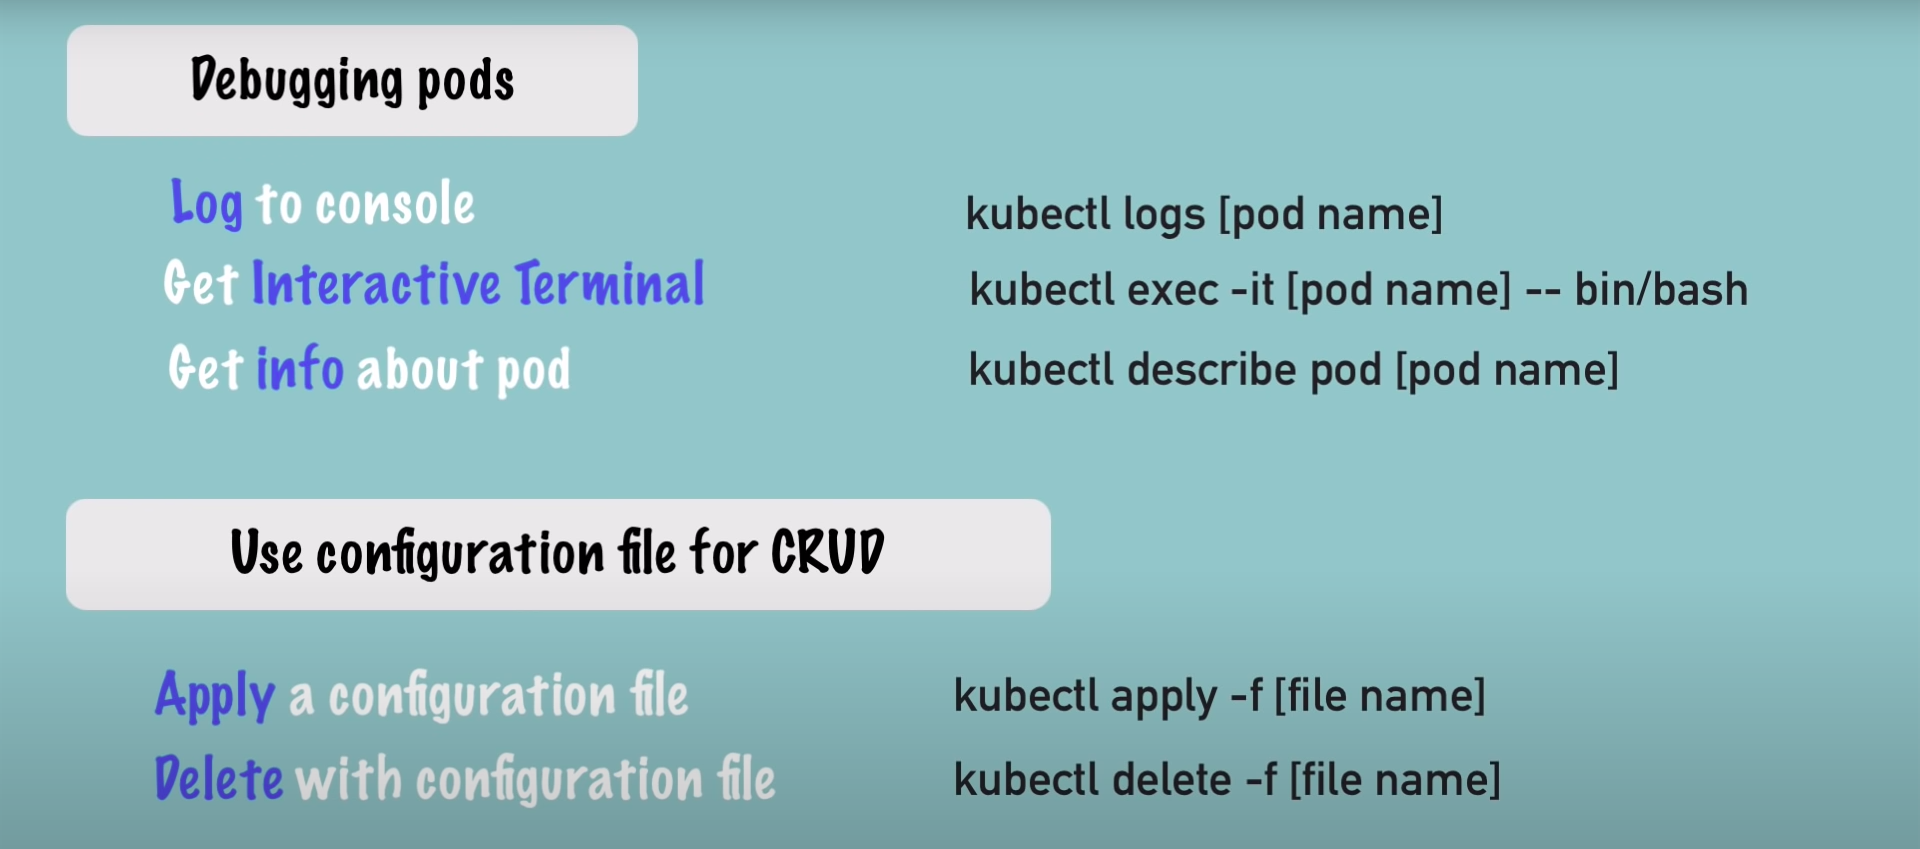 Debugging pods
Log to console kubectl logs [pod name]
Get Interactive Terminal kubectl exec -it [pod name] -- bin/bash
Get info about pod kubectl describe pod [pod name]
Use configuration file for CRUD
Apply a configuration file kubectl apply -f [file name]
Delete with configuration file kubectl delete -f [file name]